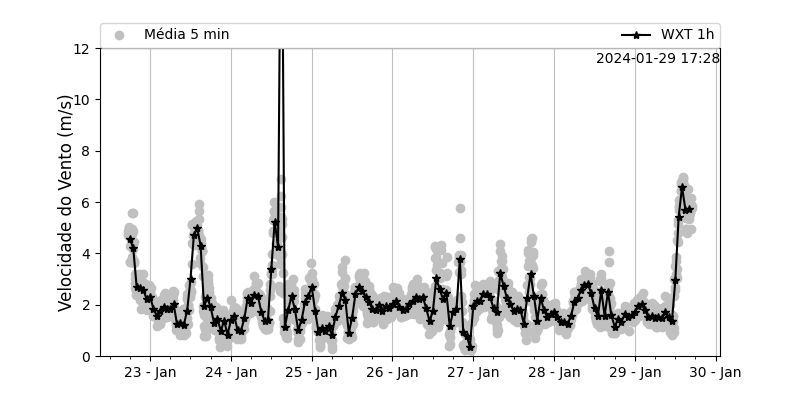 Média 5 min
WXT 1h
2024-01-29 17:28
Velocidade do Vento (m/s)
12
10
8
6
4
2
0
23 - Jan
24 - Jan
25 - Jan
26 - Jan
27 - Jan
28 - Jan
29 - Jan
30 - Jan